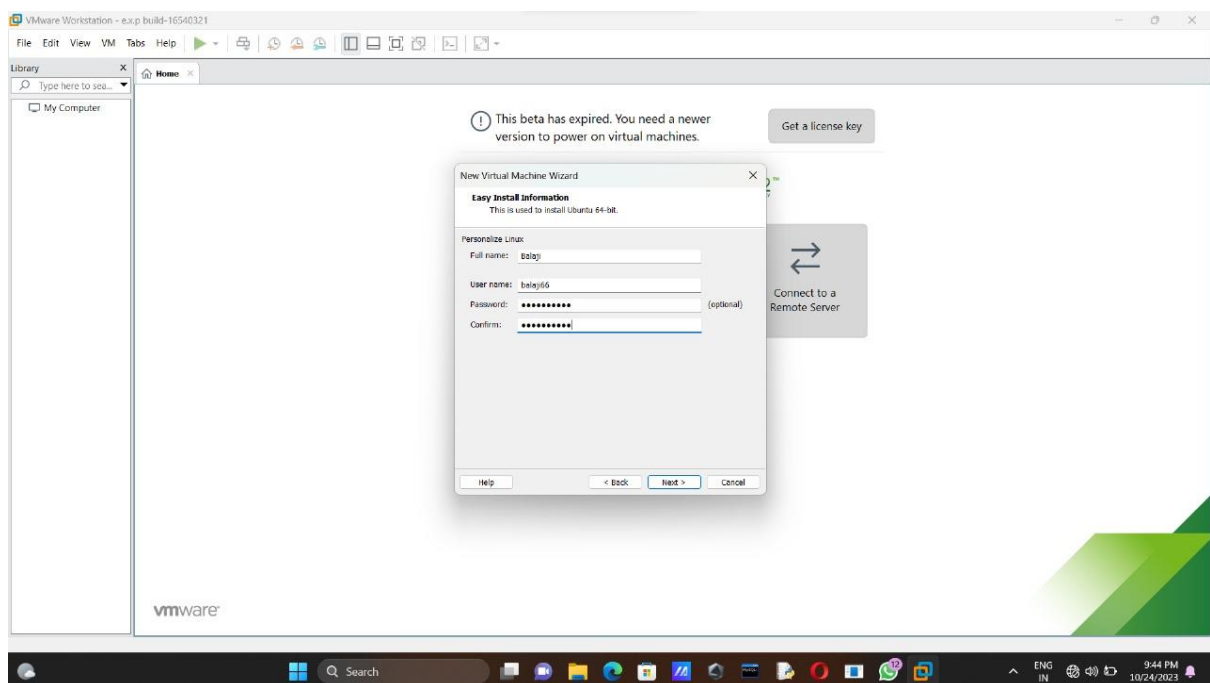 VMware Workstation - e.x.p build-16540321
File Edit View VM Tabs Help
Library X
Home
Type here to sea...
My Computer
This beta has expired. You need a newer
version to power on virtual machines.
Get a license key
New Virtual Machine Wizard
Easy Install Information
This is used to install Ubuntu 64-bit.
Personalize Linux
Full name: Balaji
User name: balaji66
Password: ●●●●●●●●●● (optional)
Confirm: ●●●●●●●●●●
Connect to a
Remote Server
Help < Back Next > Cancel
vmware
Search
12
ENG
IN
9:44 PM
10/24/2023